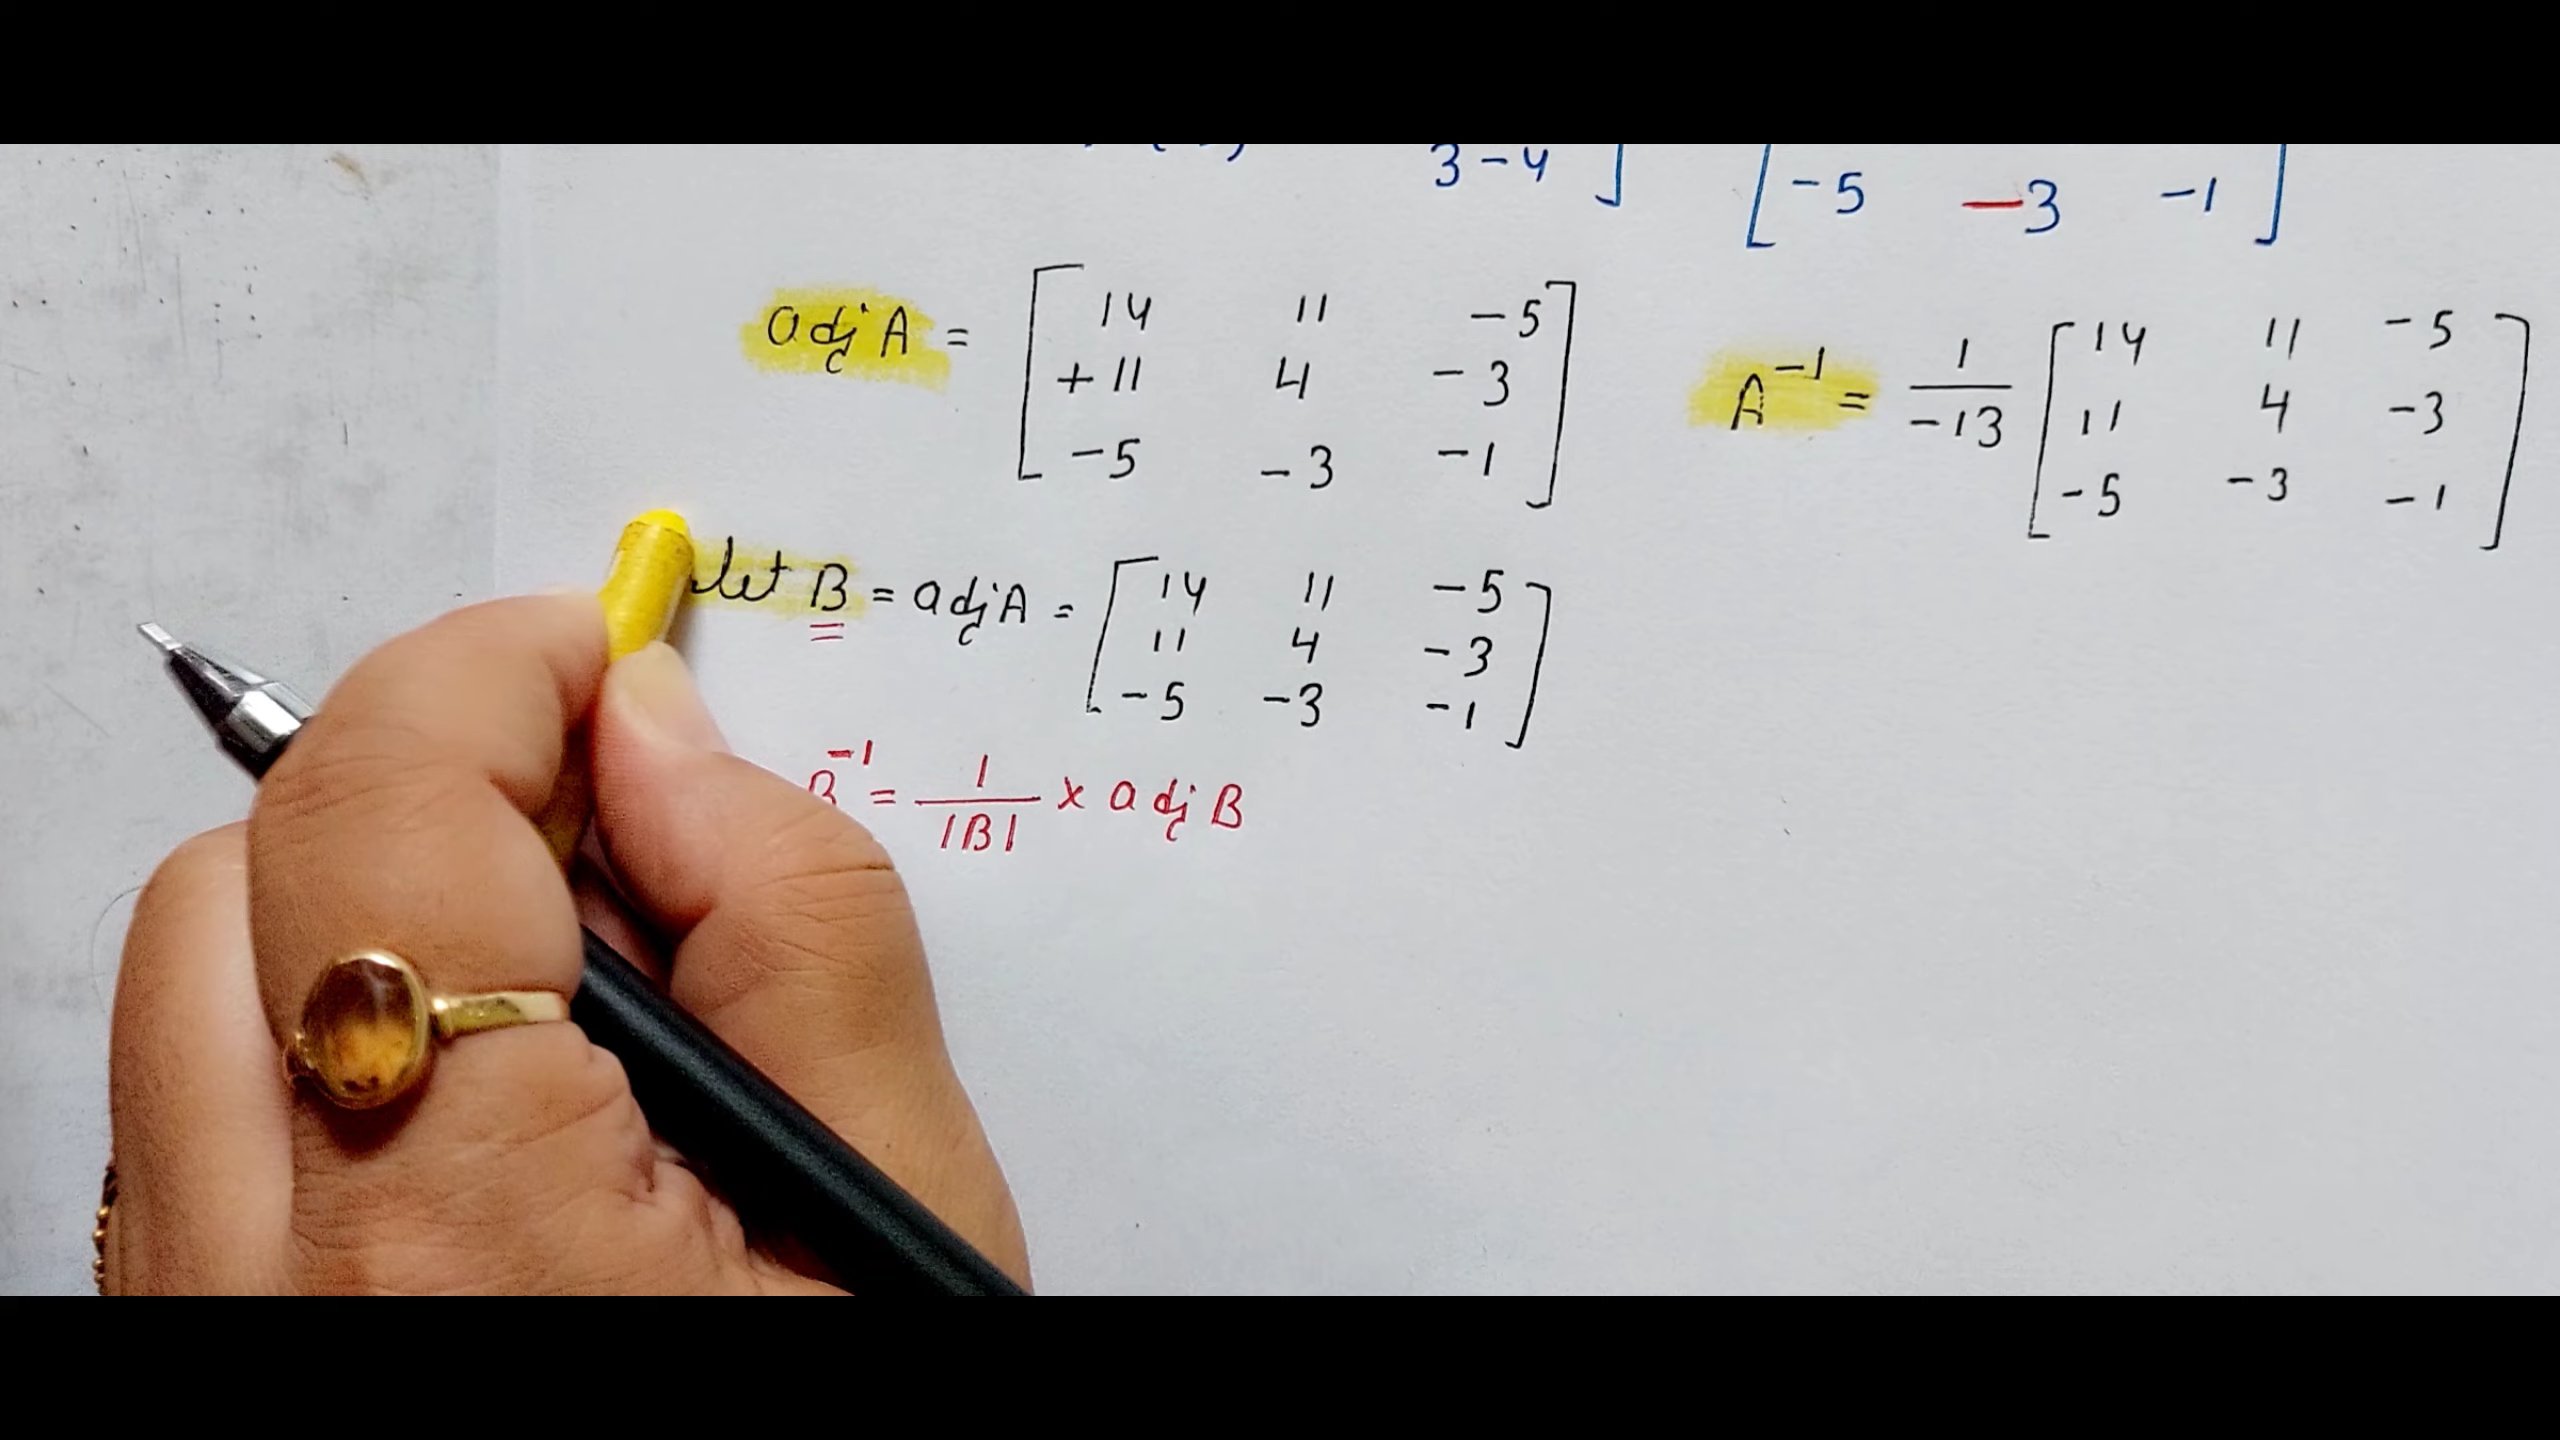 3-4 ] [ -5 -3 -1 ]
adj A = [ 14 11 -5
+11 4 -3
-5 -3 -1 ]
A⁻¹ = 1/-13 [ 14 11 -5
11 4 -3
-5 -3 -1 ]
let B = adj A = [ 14 11 -5
11 4 -3
-5 -3 -1 ]
B⁻¹ = 1/|B| x adj B